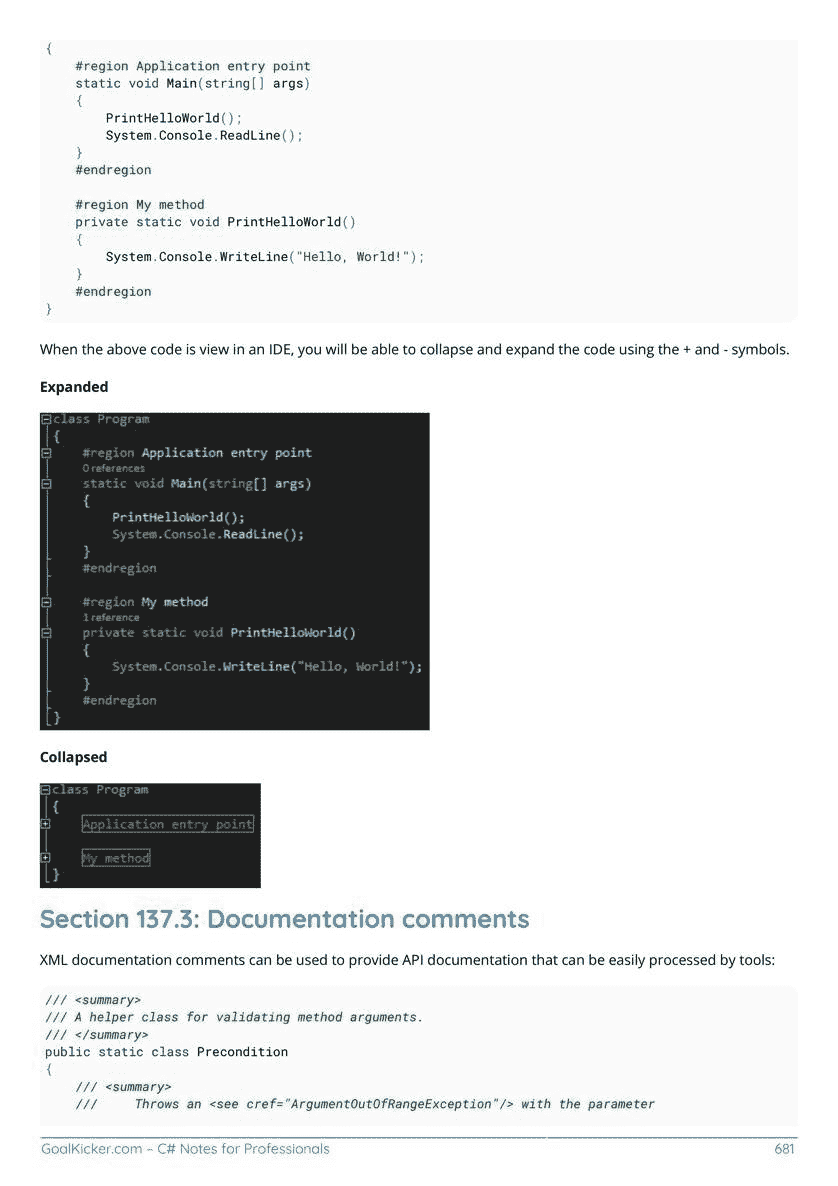 {
    #region Application entry point
    static void Main(string[] args)
    {
        PrintHelloWorld();
        System.Console.ReadLine();
    }
    #endregion

    #region My method
    private static void PrintHelloWorld()
    {
        System.Console.WriteLine("Hello, World!");
    }
    #endregion
}
When the above code is view in an IDE, you will be able to collapse and expand the code using the + and - symbols.
Expanded
class Program
{
    #region Application entry point
    0 references
    static void Main(string[] args)
    {
        PrintHelloWorld();
        System.Console.ReadLine();
    }
    #endregion

    #region My method
    1 reference
    private static void PrintHelloWorld()
    {
        System.Console.WriteLine("Hello, World!");
    }
    #endregion
}
Collapsed
class Program
{
    Application entry point

    My method
}
Section 137.3: Documentation comments
XML documentation comments can be used to provide API documentation that can be easily processed by tools:
/// <summary>
/// A helper class for validating method arguments.
/// </summary>
public static class Precondition
{
    /// <summary>
    ///     Throws an <see cref="ArgumentOutOfRangeException"/> with the parameter
GoalKicker.com – C# Notes for Professionals 681